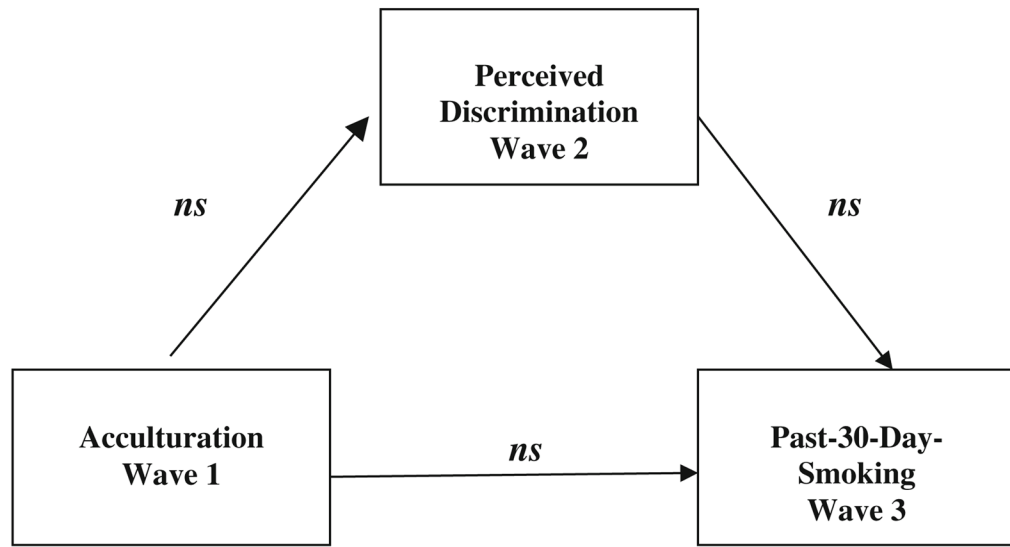 Perceived
Discrimination
Wave 2
ns
ns
Acculturation
Wave 1
ns
Past-30-Day-
Smoking
Wave 3